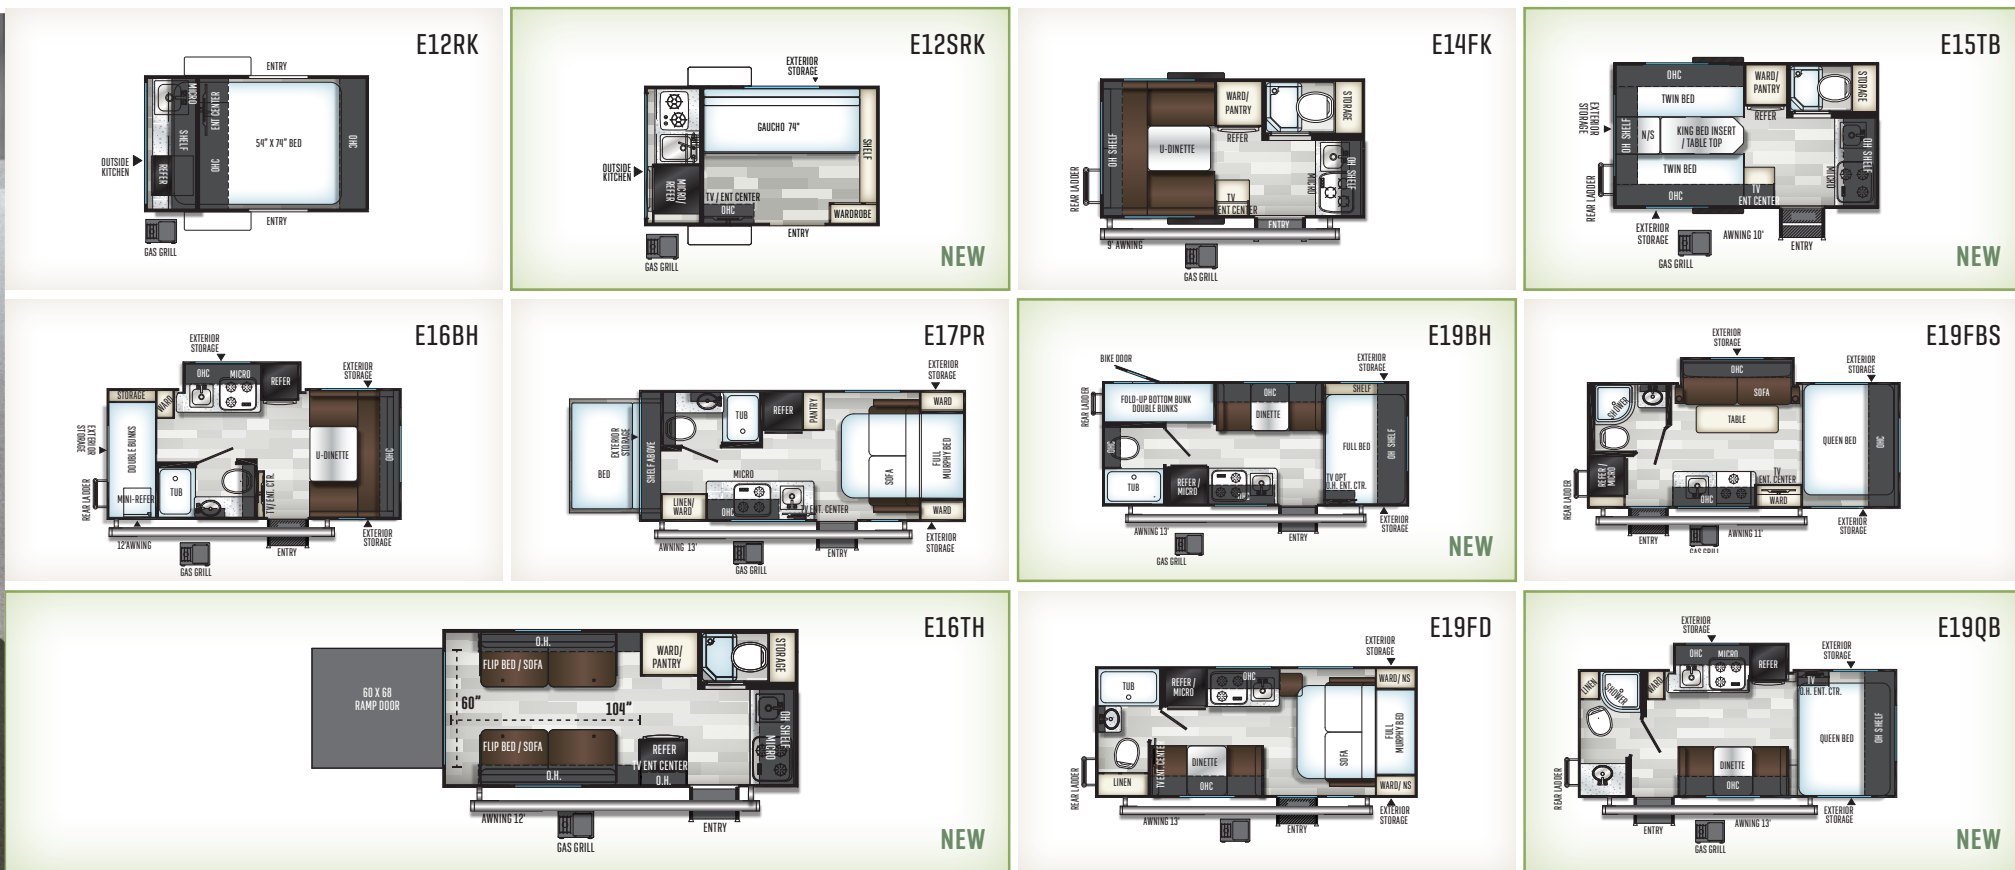 E12RK
ENTRY
MICRO
ENT CENTER
SHELF
OHC
54" X 74" BED
OHC
REFER
OUTSIDE
KITCHEN
ENTRY
GAS GRILL
E12SRK
EXTERIOR
STORAGE
GAUCHO 74"
SHELF
OUTSIDE
KITCHEN
MICRO/
REFER
TV / ENT CENTER
OHC
WARDROBE
ENTRY
GAS GRILL
NEW
E14FK
OH SHELF
U-DINETTE
WARD/
PANTRY
REFER
STORAGE
OH SHELF
MICRO
TV
ENT CENTER
REAR LADDER
ENTRY
9' AWNING
GAS GRILL
E15TB
OHC
TWIN BED
WARD/
PANTRY
REFER
STORAGE
EXTERIOR
STORAGE
OH SHELF
N/S
KING BED INSERT
/ TABLE TOP
TWIN BED
OHC
OH SHELF
MICRO
TV
ENT CENTER
REAR LADDER
EXTERIOR
STORAGE
AWNING 10'
ENTRY
GAS GRILL
NEW
E16BH
EXTERIOR
STORAGE
OHC
MICRO
REFER
EXTERIOR
STORAGE
STORAGE
WARD
DOUBLE BUNKS
EXTERIOR
STORAGE
U-DINETTE
OHC
MINI-REFER
TUB
TV/ENT. CTR.
REAR LADDER
12'AWNING
ENTRY
EXTERIOR
STORAGE
GAS GRILL
E17PR
EXTERIOR
STORAGE
TUB
REFER
PANTRY
WARD
BED
EXTERIOR
STORAGE
SHELF ABOVE
SOFA
FULL
MURPHY BED
MICRO
LINEN/
WARD
OHC
TV ENT. CENTER
WARD
AWNING 13'
ENTRY
EXTERIOR
STORAGE
GAS GRILL
E19BH
BIKE DOOR
EXTERIOR
STORAGE
REAR LADDER
FOLD-UP BOTTOM BUNK
DOUBLE BUNKS
OHC
DINETTE
SHELF
OHC
FULL BED
OH SHELF
TUB
REFER /
MICRO
OHC
TV OPT
O.H. ENT. CTR.
AWNING 13'
ENTRY
EXTERIOR
STORAGE
GAS GRILL
NEW
E19FBS
EXTERIOR
STORAGE
EXTERIOR
STORAGE
OHC
SOFA
SHOWER
TABLE
QUEEN BED
OHC
REFER /
MICRO
REAR LADDER
OHC
TV
ENT. CENTER
WARD
ENTRY
AWNING 11'
EXTERIOR
STORAGE
GAS GRILL
E16TH
O.H.
FLIP BED / SOFA
WARD/
PANTRY
STORAGE
60 X 68
RAMP DOOR
60"
104"
OH SHELF
MICRO
FLIP BED / SOFA
O.H.
REFER
TV ENT CENTER
O.H.
AWNING 12'
ENTRY
GAS GRILL
NEW
E19FD
EXTERIOR
STORAGE
TUB
REFER /
MICRO
OHC
WARD/ NS
SOFA
FULL
MURPHY BED
TV ENT. CENTER
DINETTE
OHC
LINEN
WARD/ NS
REAR LADDER
AWNING 13'
ENTRY
EXTERIOR
STORAGE
E19QB
EXTERIOR
STORAGE
EXTERIOR
STORAGE
OHC
MICRO
REFER
LINEN
SHOWER
WARD
TV
O.H. ENT. CTR.
QUEEN BED
OH SHELF
DINETTE
OHC
REAR LADDER
ENTRY
AWNING 13'
EXTERIOR
STORAGE
GAS GRILL
NEW